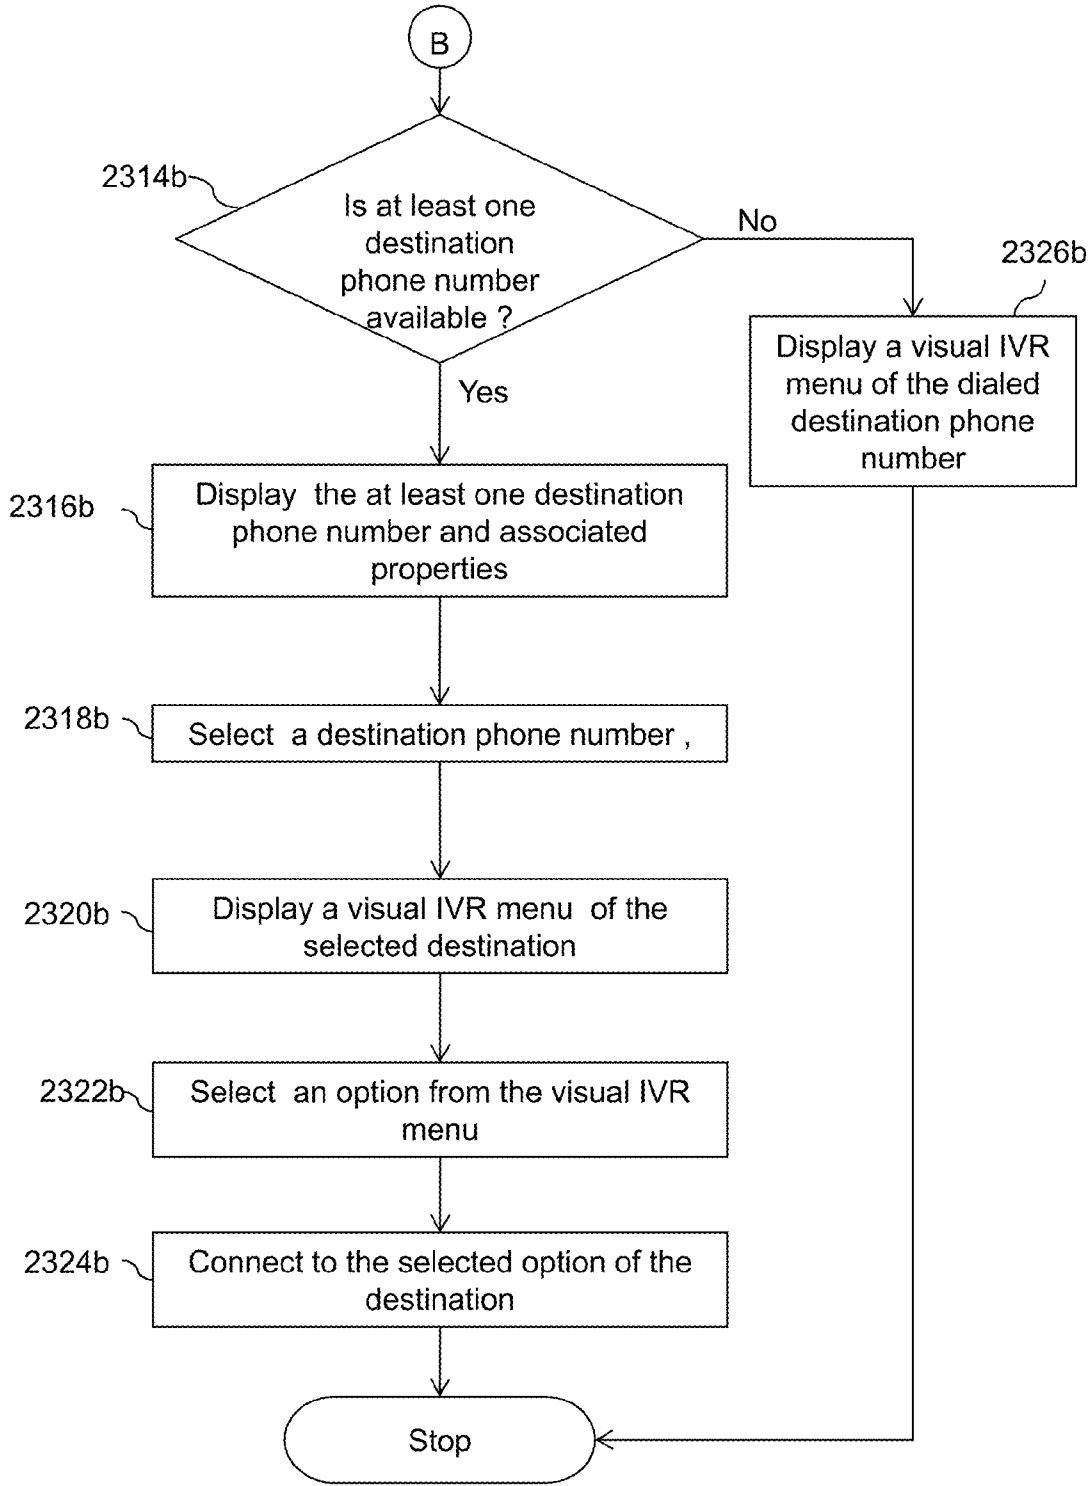 B
2314b
Is at least one
destination
phone number
available ?
No
2326b
Display a visual IVR
menu of the dialed
destination phone
number
Yes
2316b
Display the at least one destination
phone number and associated
properties
2318b
Select a destination phone number ,
2320b
Display a visual IVR menu of the
selected destination
2322b
Select an option from the visual IVR
menu
2324b
Connect to the selected option of the
destination
Stop